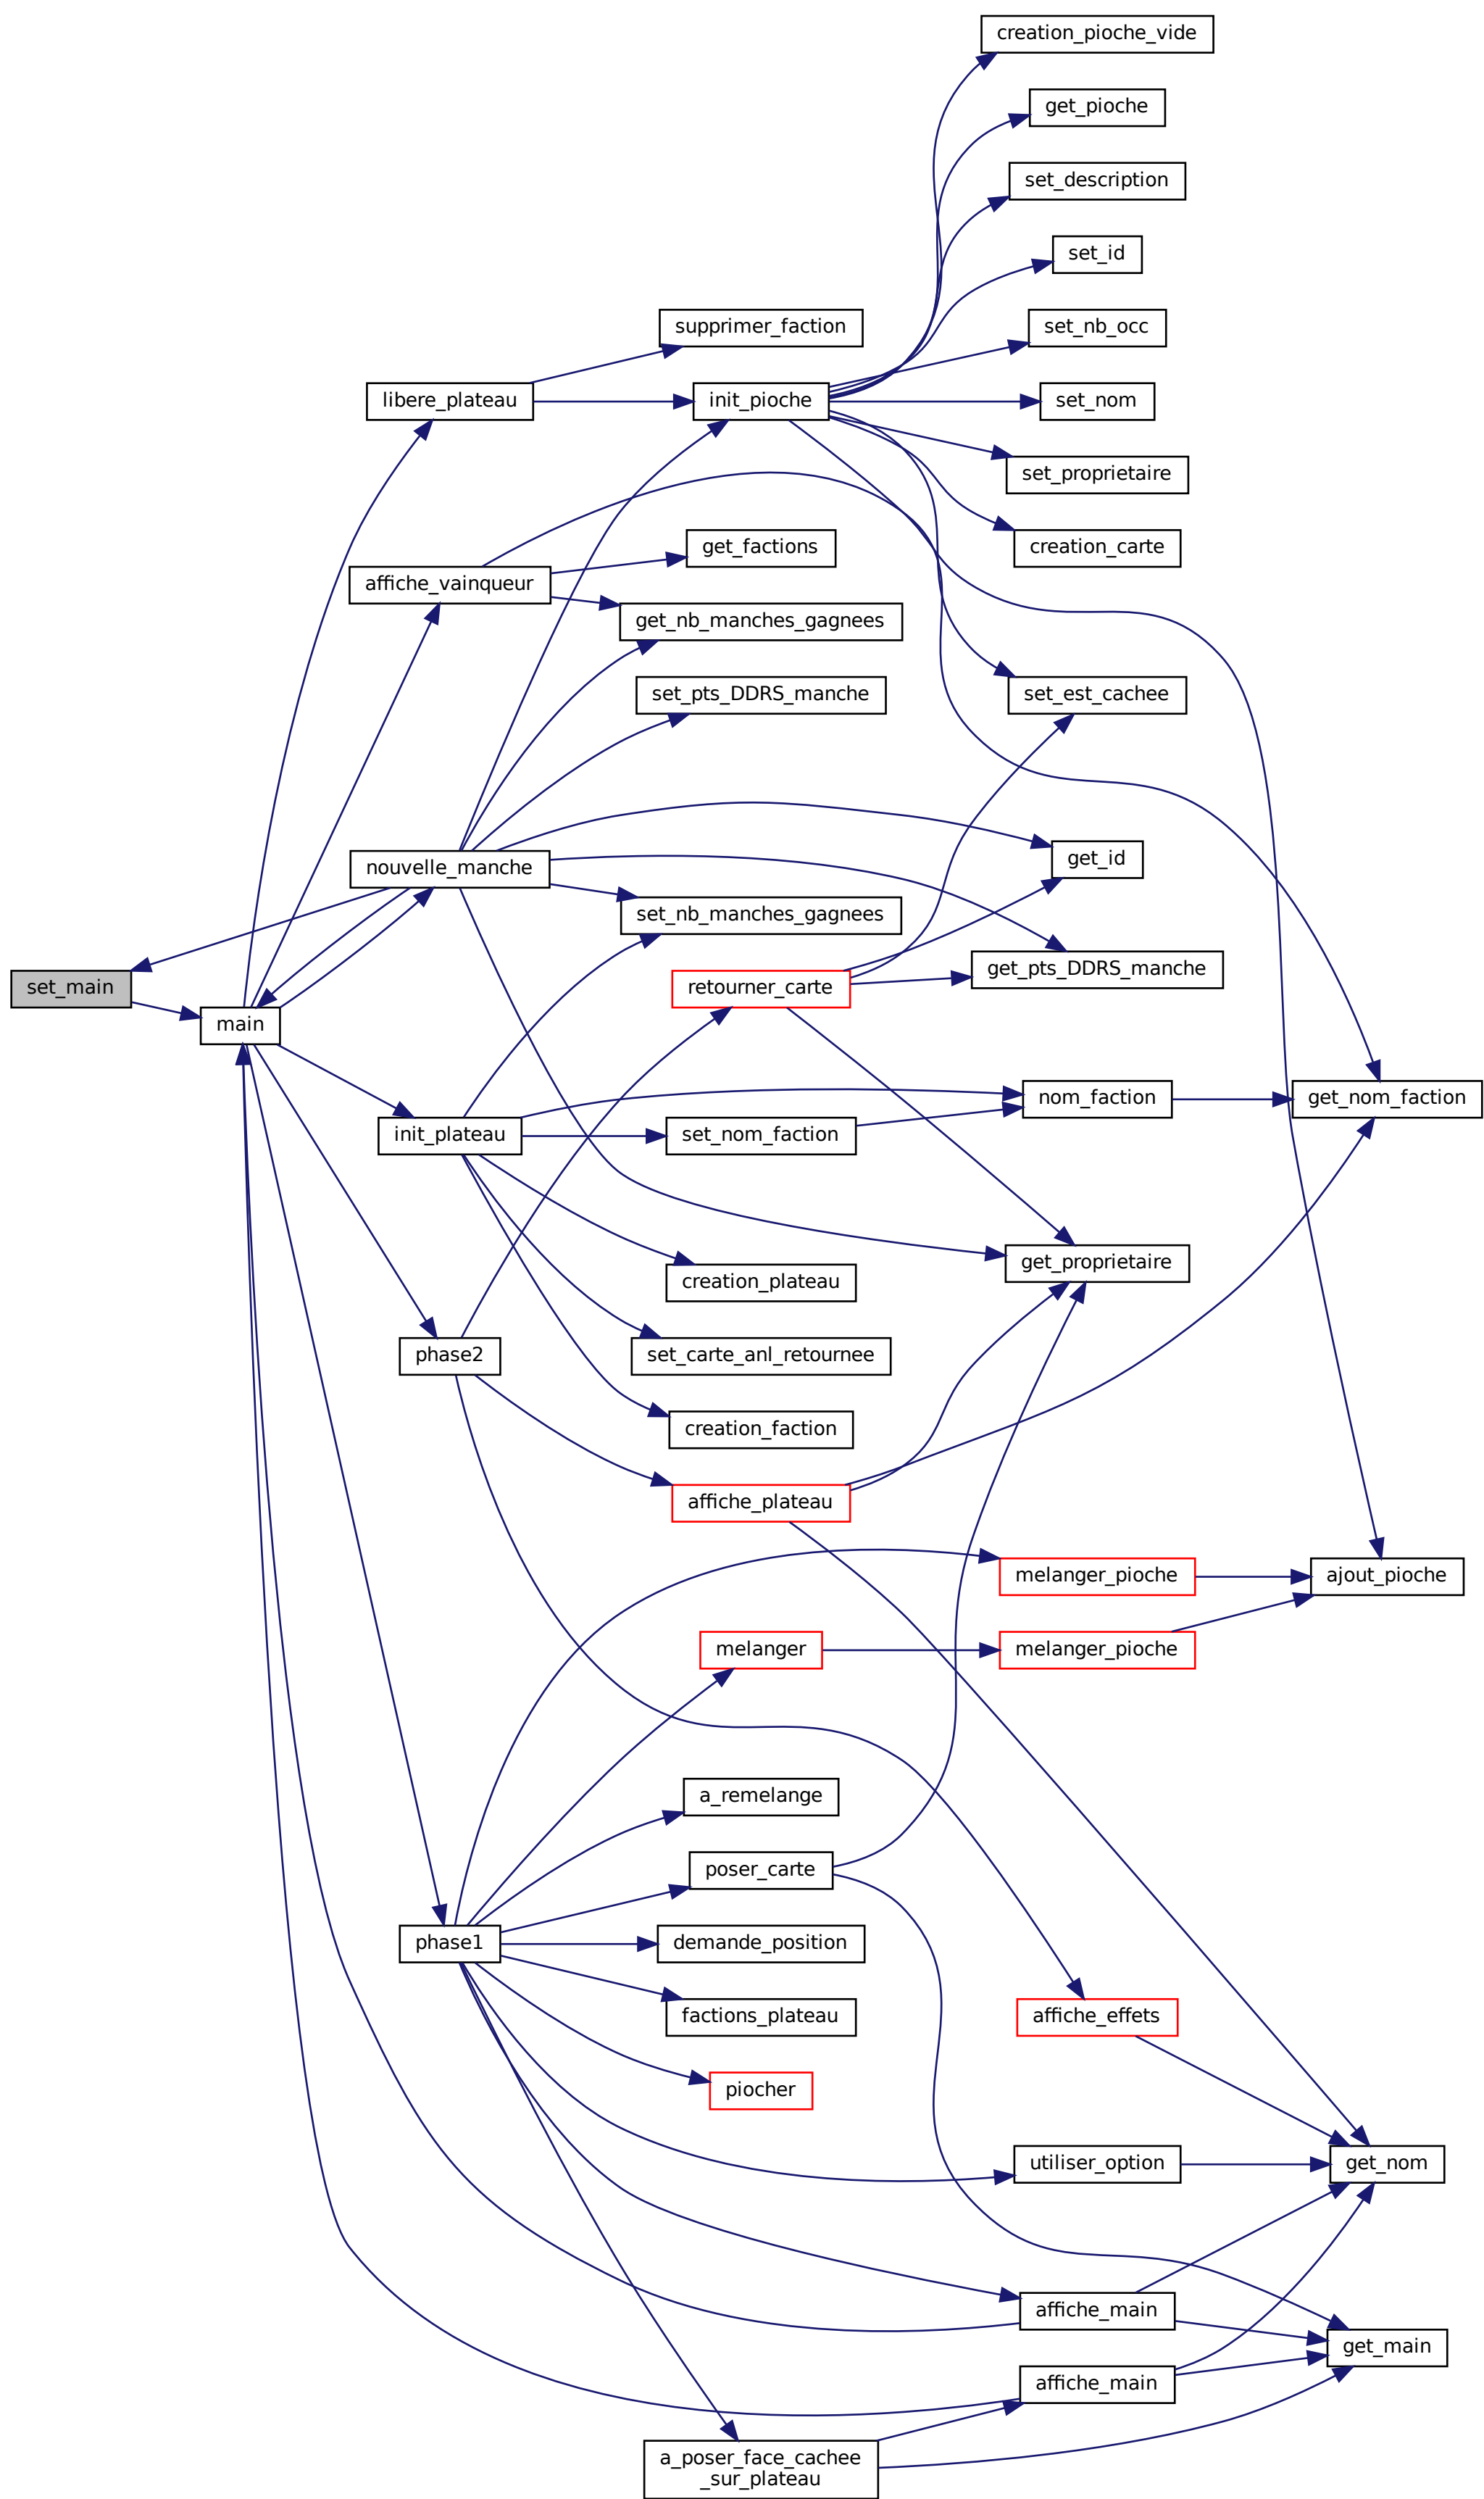 creation_pioche_vide
get_pioche
set_description
set_id
supprimer_faction
set_nb_occ
libere_plateau
init_pioche
set_nom
set_proprietaire
get_factions
creation_carte
affiche_vainqueur
get_nb_manches_gagnees
set_pts_DDRS_manche
set_est_cachee
nouvelle_manche
get_id
set_nb_manches_gagnees
set_main
retourner_carte
get_pts_DDRS_manche
main
nom_faction
get_nom_faction
init_plateau
set_nom_faction
get_proprietaire
creation_plateau
phase2
set_carte_anl_retournee
creation_faction
affiche_plateau
melanger_pioche
ajout_pioche
melanger
melanger_pioche
a_remelange
poser_carte
phase1
demande_position
factions_plateau
affiche_effets
piocher
utiliser_option
get_nom
affiche_main
get_main
affiche_main
a_poser_face_cachee
_sur_plateau